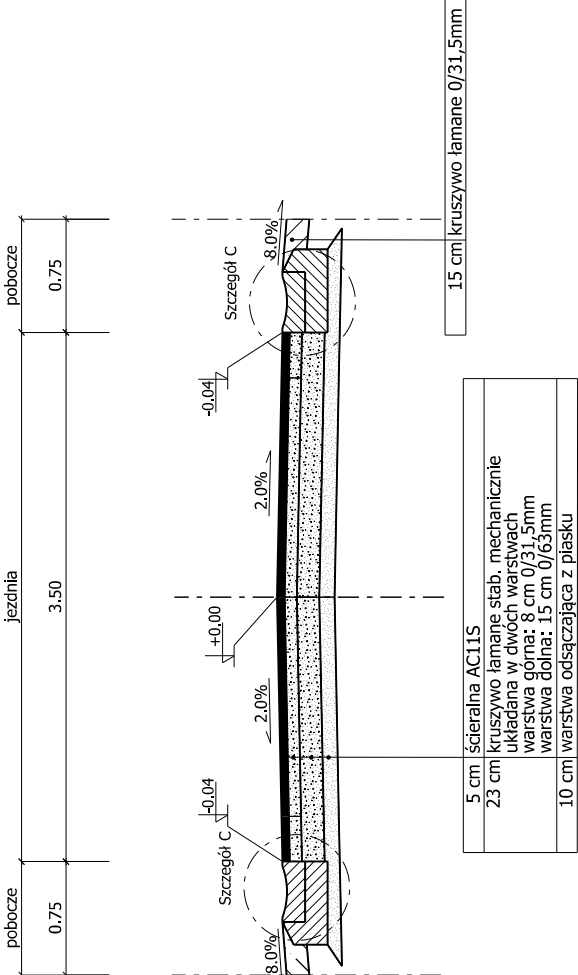 pobocze
jezdnia
pobocze
0.75
3.50
0.75
-0.04
+0.00
-0.04
Szczegół C
Szczegół C
8.0%
2.0%
2.0%
8.0%
15 cm kruszywo łamane 0/31,5mm
5 cm ścieralna AC11S
23 cm kruszywo łamane stab. mechanicznie
układana w dwóch warstwach
warstwa górna: 8 cm 0/31,5mm
warstwa dolna: 15 cm 0/63mm
10 cm warstwa odsączająca z piasku